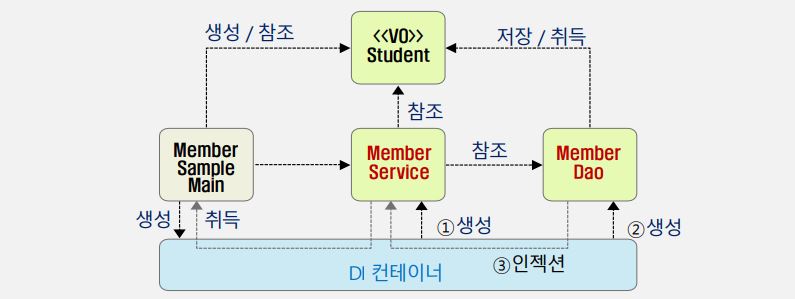 생성 / 참조
<<VO>>
Student
저장 / 취득
참조
Member
Sample
Main
Member
Service
참조
Member
Dao
생성
취득
①생성
②생성
③인젝션
DI 컨테이너